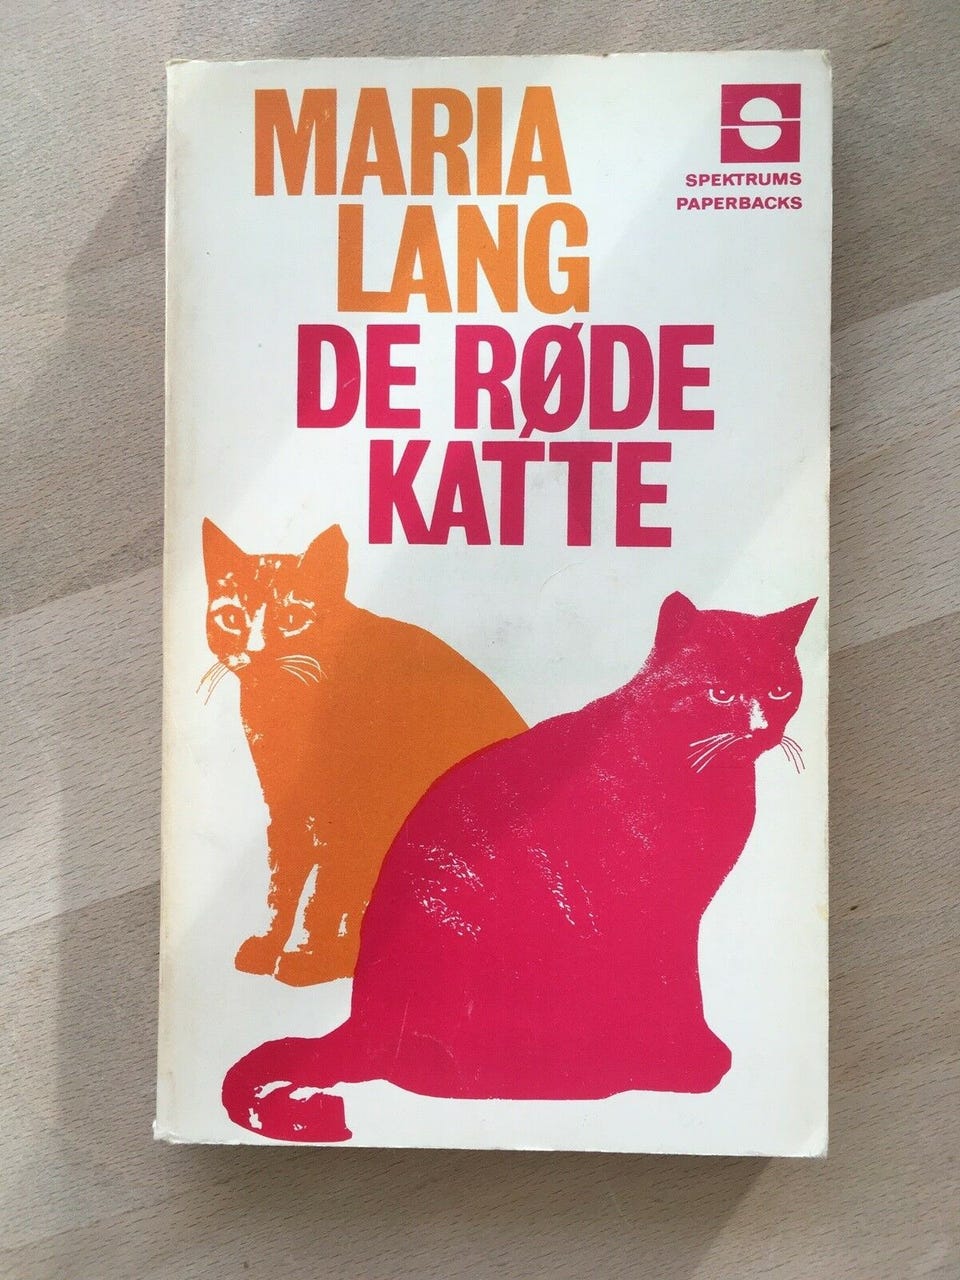 MARIA
LANG
DE RØDE
KATTE
SPEKTRUMS
PAPERBACKS